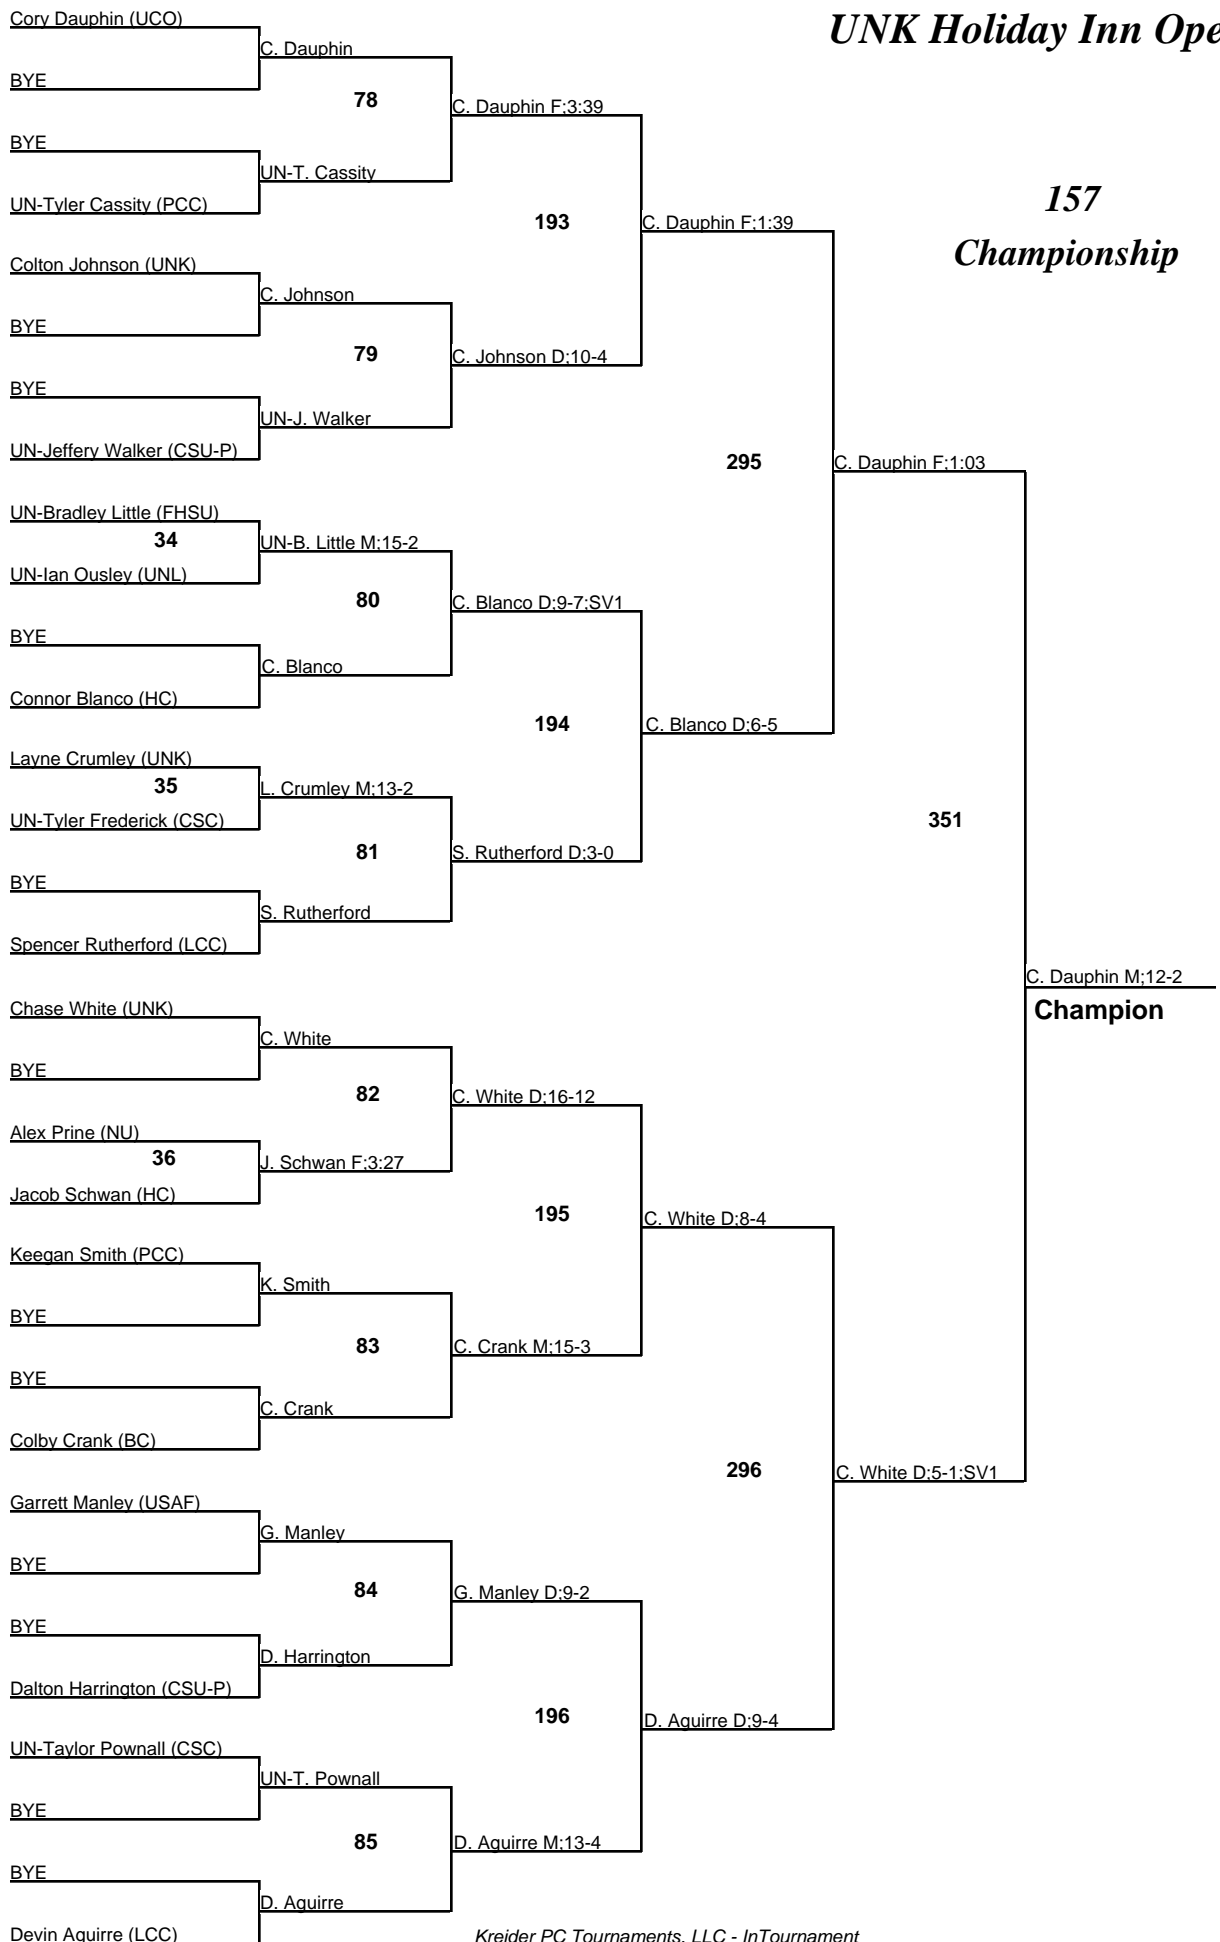 Cory Dauphin (UCO)
UNK Holiday Inn Ope
C. Dauphin
BYE
78
C. Dauphin F;3:39
BYE
UN-T. Cassity
UN-Tyler Cassity (PCC)
157
193
C. Dauphin F;1:39
Championship
Colton Johnson (UNK)
C. Johnson
BYE
79
C. Johnson D;10-4
BYE
UN-J. Walker
UN-Jeffery Walker (CSU-P)
295
C. Dauphin F;1:03
UN-Bradley Little (FHSU)
34
UN-B. Little M;15-2
UN-Ian Ousley (UNL)
80
C. Blanco D;9-7;SV1
BYE
C. Blanco
Connor Blanco (HC)
194
C. Blanco D;6-5
Layne Crumley (UNK)
35
L. Crumley M;13-2
UN-Tyler Frederick (CSC)
351
81
S. Rutherford D;3-0
BYE
S. Rutherford
Spencer Rutherford (LCC)
C. Dauphin M;12-2
Champion
Chase White (UNK)
C. White
BYE
82
C. White D;16-12
Alex Prine (NU)
36
J. Schwan F;3:27
Jacob Schwan (HC)
195
C. White D;8-4
Keegan Smith (PCC)
K. Smith
BYE
83
C. Crank M;15-3
BYE
C. Crank
Colby Crank (BC)
296
C. White D;5-1;SV1
Garrett Manley (USAF)
G. Manley
BYE
84
G. Manley D;9-2
BYE
D. Harrington
Dalton Harrington (CSU-P)
196
D. Aguirre D;9-4
UN-Taylor Pownall (CSC)
UN-T. Pownall
BYE
85
D. Aguirre M;13-4
BYE
D. Aguirre
Devin Aguirre (LCC)
Kreider PC Tournaments, LLC - InTournament